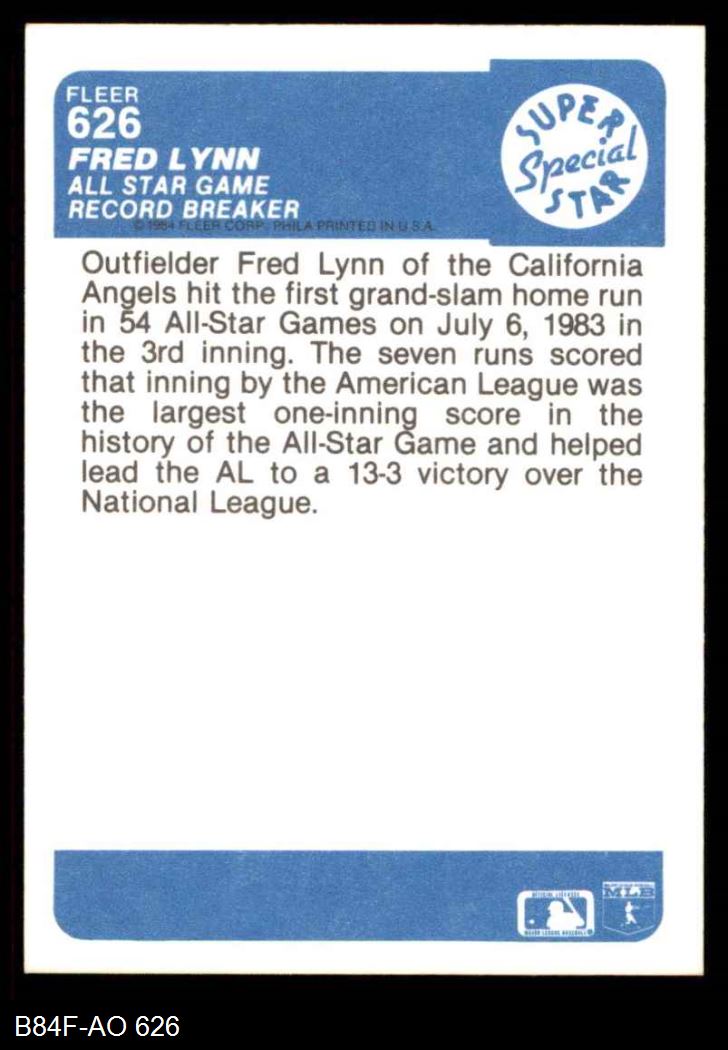 FLEER
626
FRED LYNN
ALL STAR GAME
RECORD BREAKER
© 1984 FLEER CORP. PHILA PRINTED IN U.S.A.
SUPER
Special
STAR
Outfielder Fred Lynn of the California
Angels hit the first grand-slam home run
in 54 All-Star Games on July 6, 1983 in
the 3rd inning. The seven runs scored
that inning by the American League was
the largest one-inning score in the
history of the All-Star Game and helped
lead the AL to a 13-3 victory over the
National League.
MAJOR LEAGUE BASEBALL
MLB
B84F-AO 626